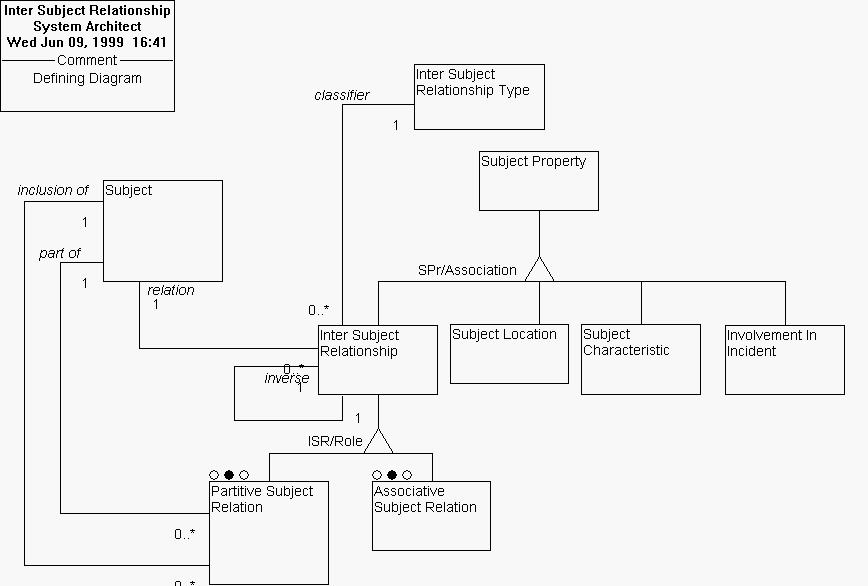 Inter Subject Relationship
System Architect
Wed Jun 09, 1999 16:41
Comment
Defining Diagram
Inter Subject
Relationship Type
classifier
1
Subject Property
inclusion of
Subject
1
part of
1
relation
1
SPr/Association
0..*
Inter Subject
Relationship
Subject Location
Subject
Characteristic
Involvement In
Incident
0..*
inverse
1
1
ISR/Role
Partitive Subject
Relation
Associative
Subject Relation
0..*
0..*